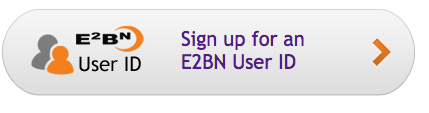 E²BN
User ID
Sign up for an
E2BN User ID